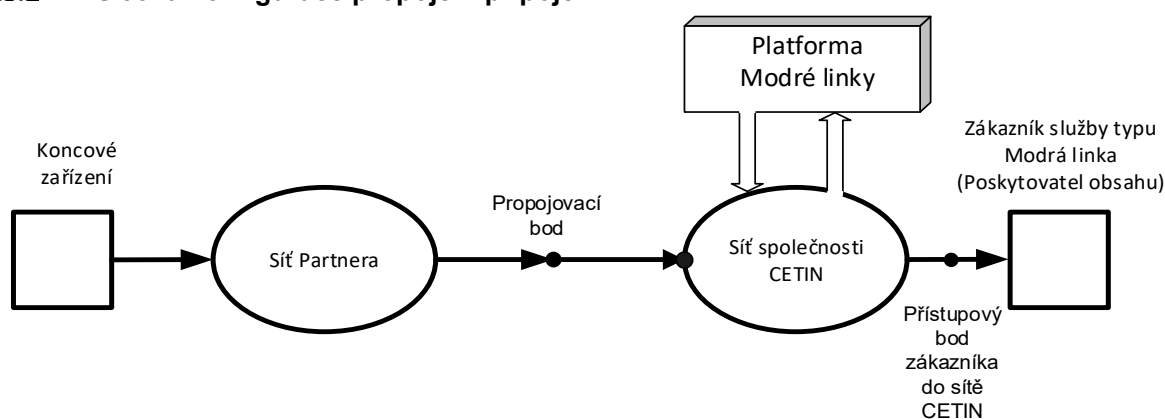 Platforma
Modré linky
Koncové
zařízení
Zákazník služby typu
Modrá linka
(Poskytovatel obsahu)
Propojovací
bod
Síť Partnera
Síť společnosti
CETIN
Přístupový
bod
zákazníka
do sítě
CETIN